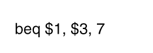 beq $1, $3, 7